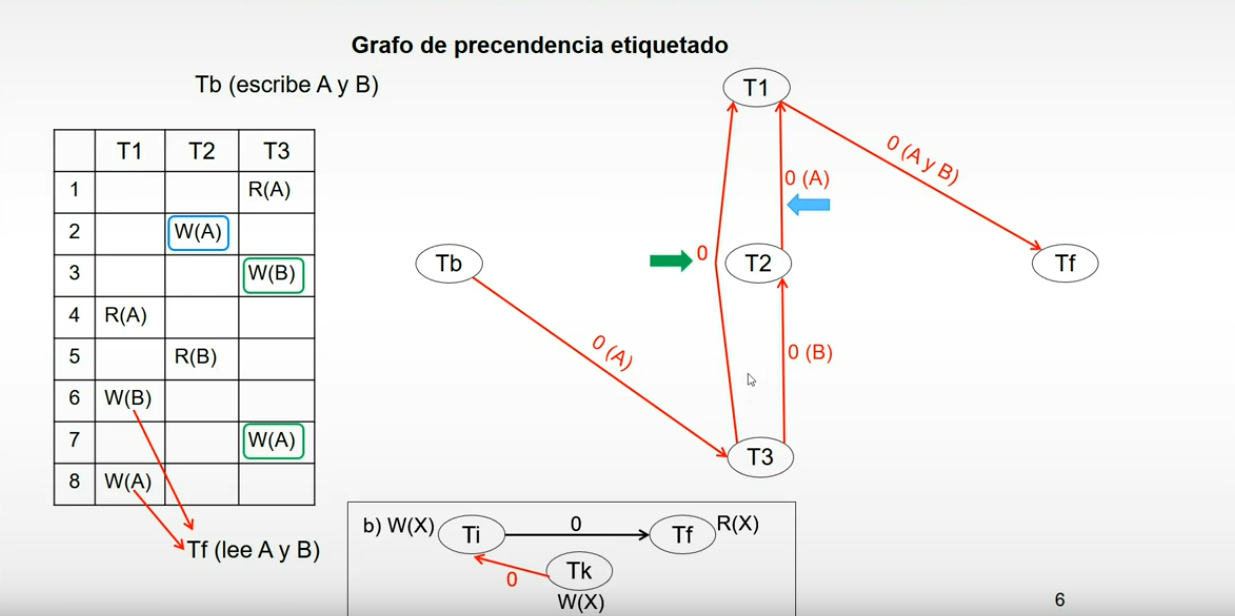 Grafo de precendencia etiquetado
Tb (escribe A y B)
T1 T2 T3
1 R(A)
2 W(A)
3 W(B)
4 R(A)
5 R(B)
6 W(B)
7 W(A)
8 W(A)
Tf (lee A y B)
T1
0 (A y B)
0 (A)
Tb
0
T2
Tf
0 (A)
0 (B)
T3
b) W(X) Ti 0 Tf R(X)
0 Tk
W(X)
6